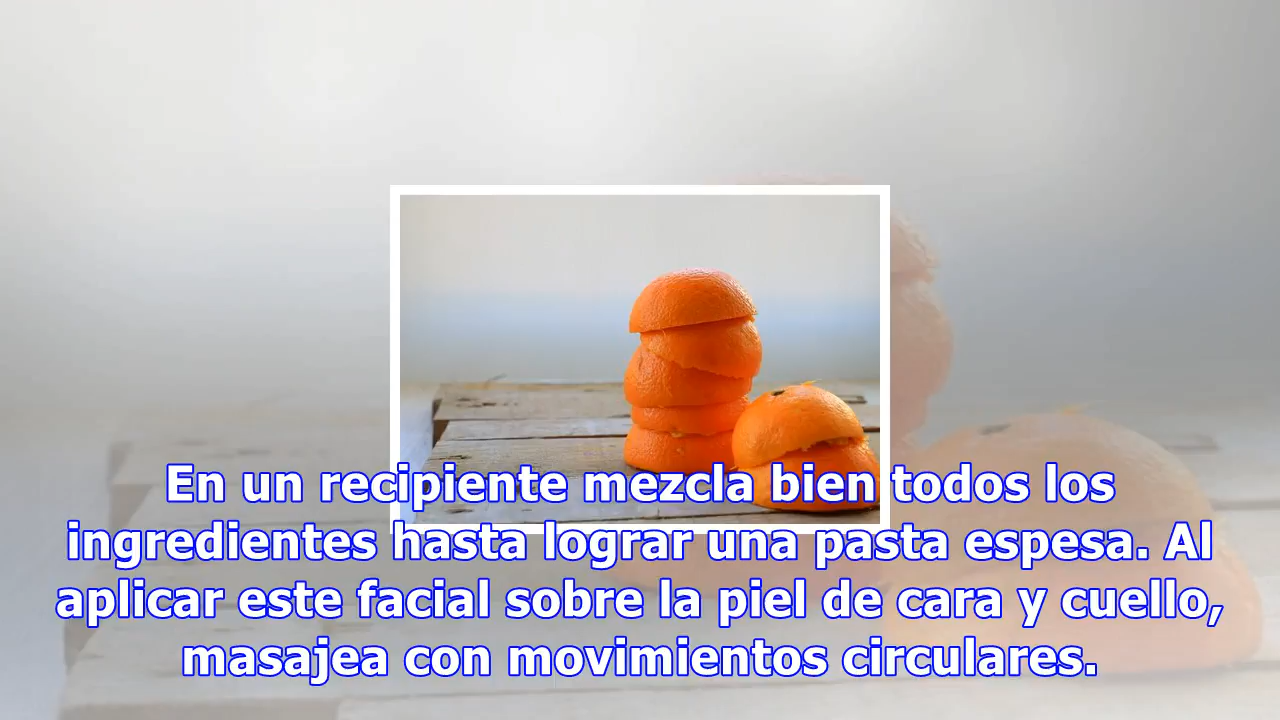 En un recipiente mezcla bien todos los
ingredientes hasta lograr una pasta espesa. Al
aplicar este facial sobre la piel de cara y cuello,
masajea con movimientos circulares.